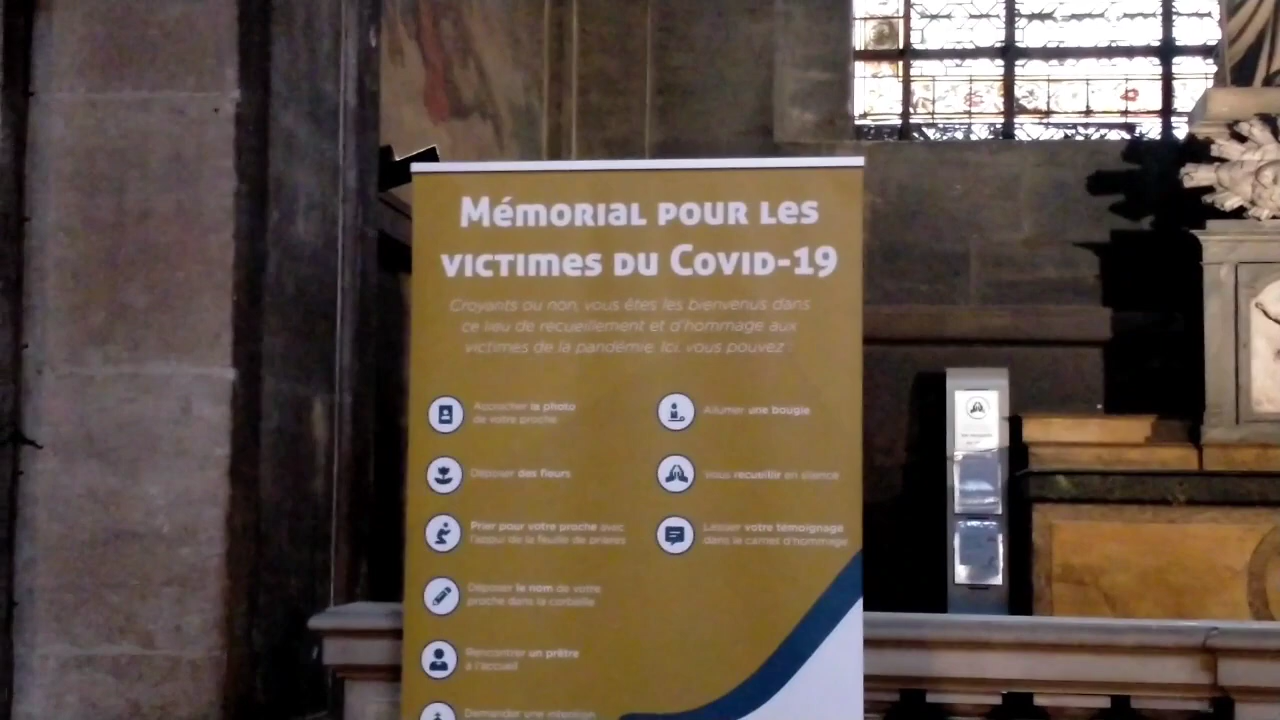 Mémorial pour les
victimes du Covid-19
Croyants ou non, vous êtes les bienvenus dans
ce lieu de recueillement et d'hommage aux
victimes de la pandémie. Ici, vous pouvez :
Accrocher la photo
de votre proche
Déposer des fleurs
Prier pour votre proche avec
l'appui de la feuille de prières
Déposer le nom de votre
proche dans la corbeille
Rencontrer un prêtre
à l'accueil
Demander une intention
Allumer une bougie
Vous recueillir en silence
Laisser votre témoignage
dans le carnet d'hommage